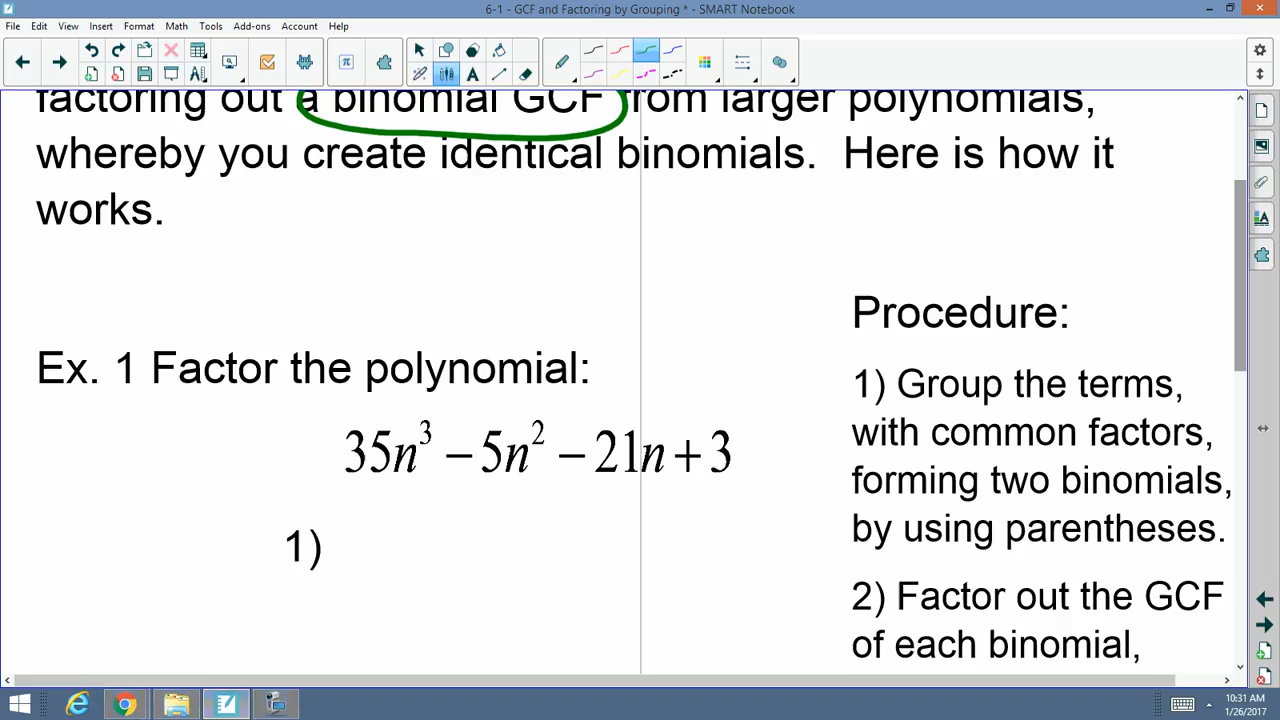 6-1 - GCF and Factoring by Grouping * - SMART Notebook
File Edit View Insert Format Math Tools Add-ons Account Help
factoring out a binomial GCF from larger polynomials,
whereby you create identical binomials. Here is how it
works.
Procedure:
Ex. 1 Factor the polynomial:
35n³ − 5n² − 21n + 3
1)
1) Group the terms,
with common factors,
forming two binomials,
by using parentheses.
2) Factor out the GCF
of each binomial,
10:31 AM
1/26/2017